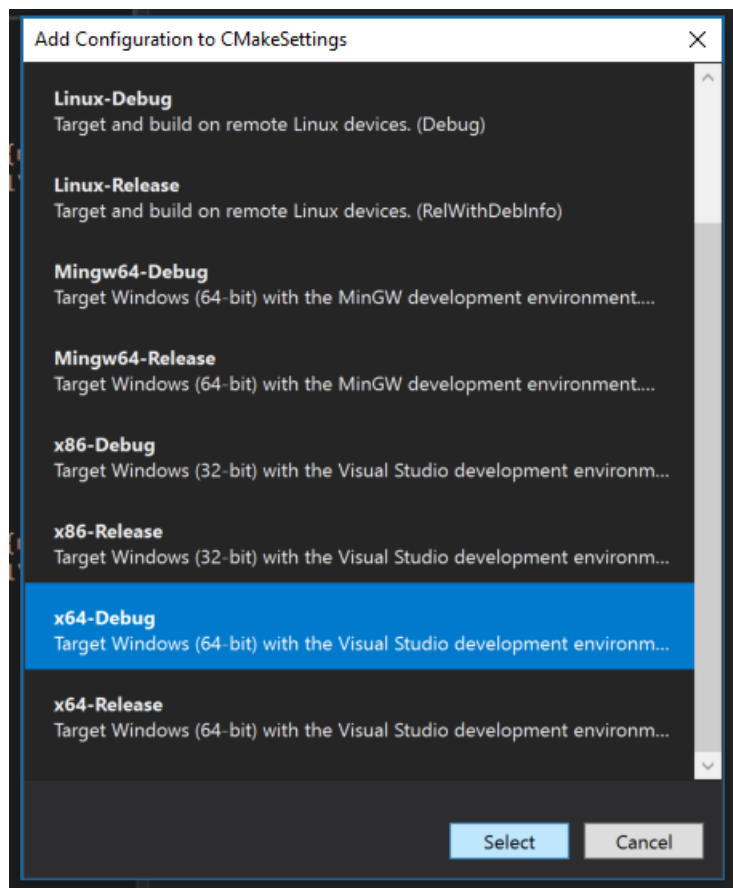 Add Configuration to CMakeSettings
Linux-Debug
Target and build on remote Linux devices. (Debug)
Linux-Release
Target and build on remote Linux devices. (RelWithDebInfo)
Mingw64-Debug
Target Windows (64-bit) with the MinGW development environment....
Mingw64-Release
Target Windows (64-bit) with the MinGW development environment....
x86-Debug
Target Windows (32-bit) with the Visual Studio development environm...
x86-Release
Target Windows (32-bit) with the Visual Studio development environm...
x64-Debug
Target Windows (64-bit) with the Visual Studio development environm...
x64-Release
Target Windows (64-bit) with the Visual Studio development environm...
Select Cancel